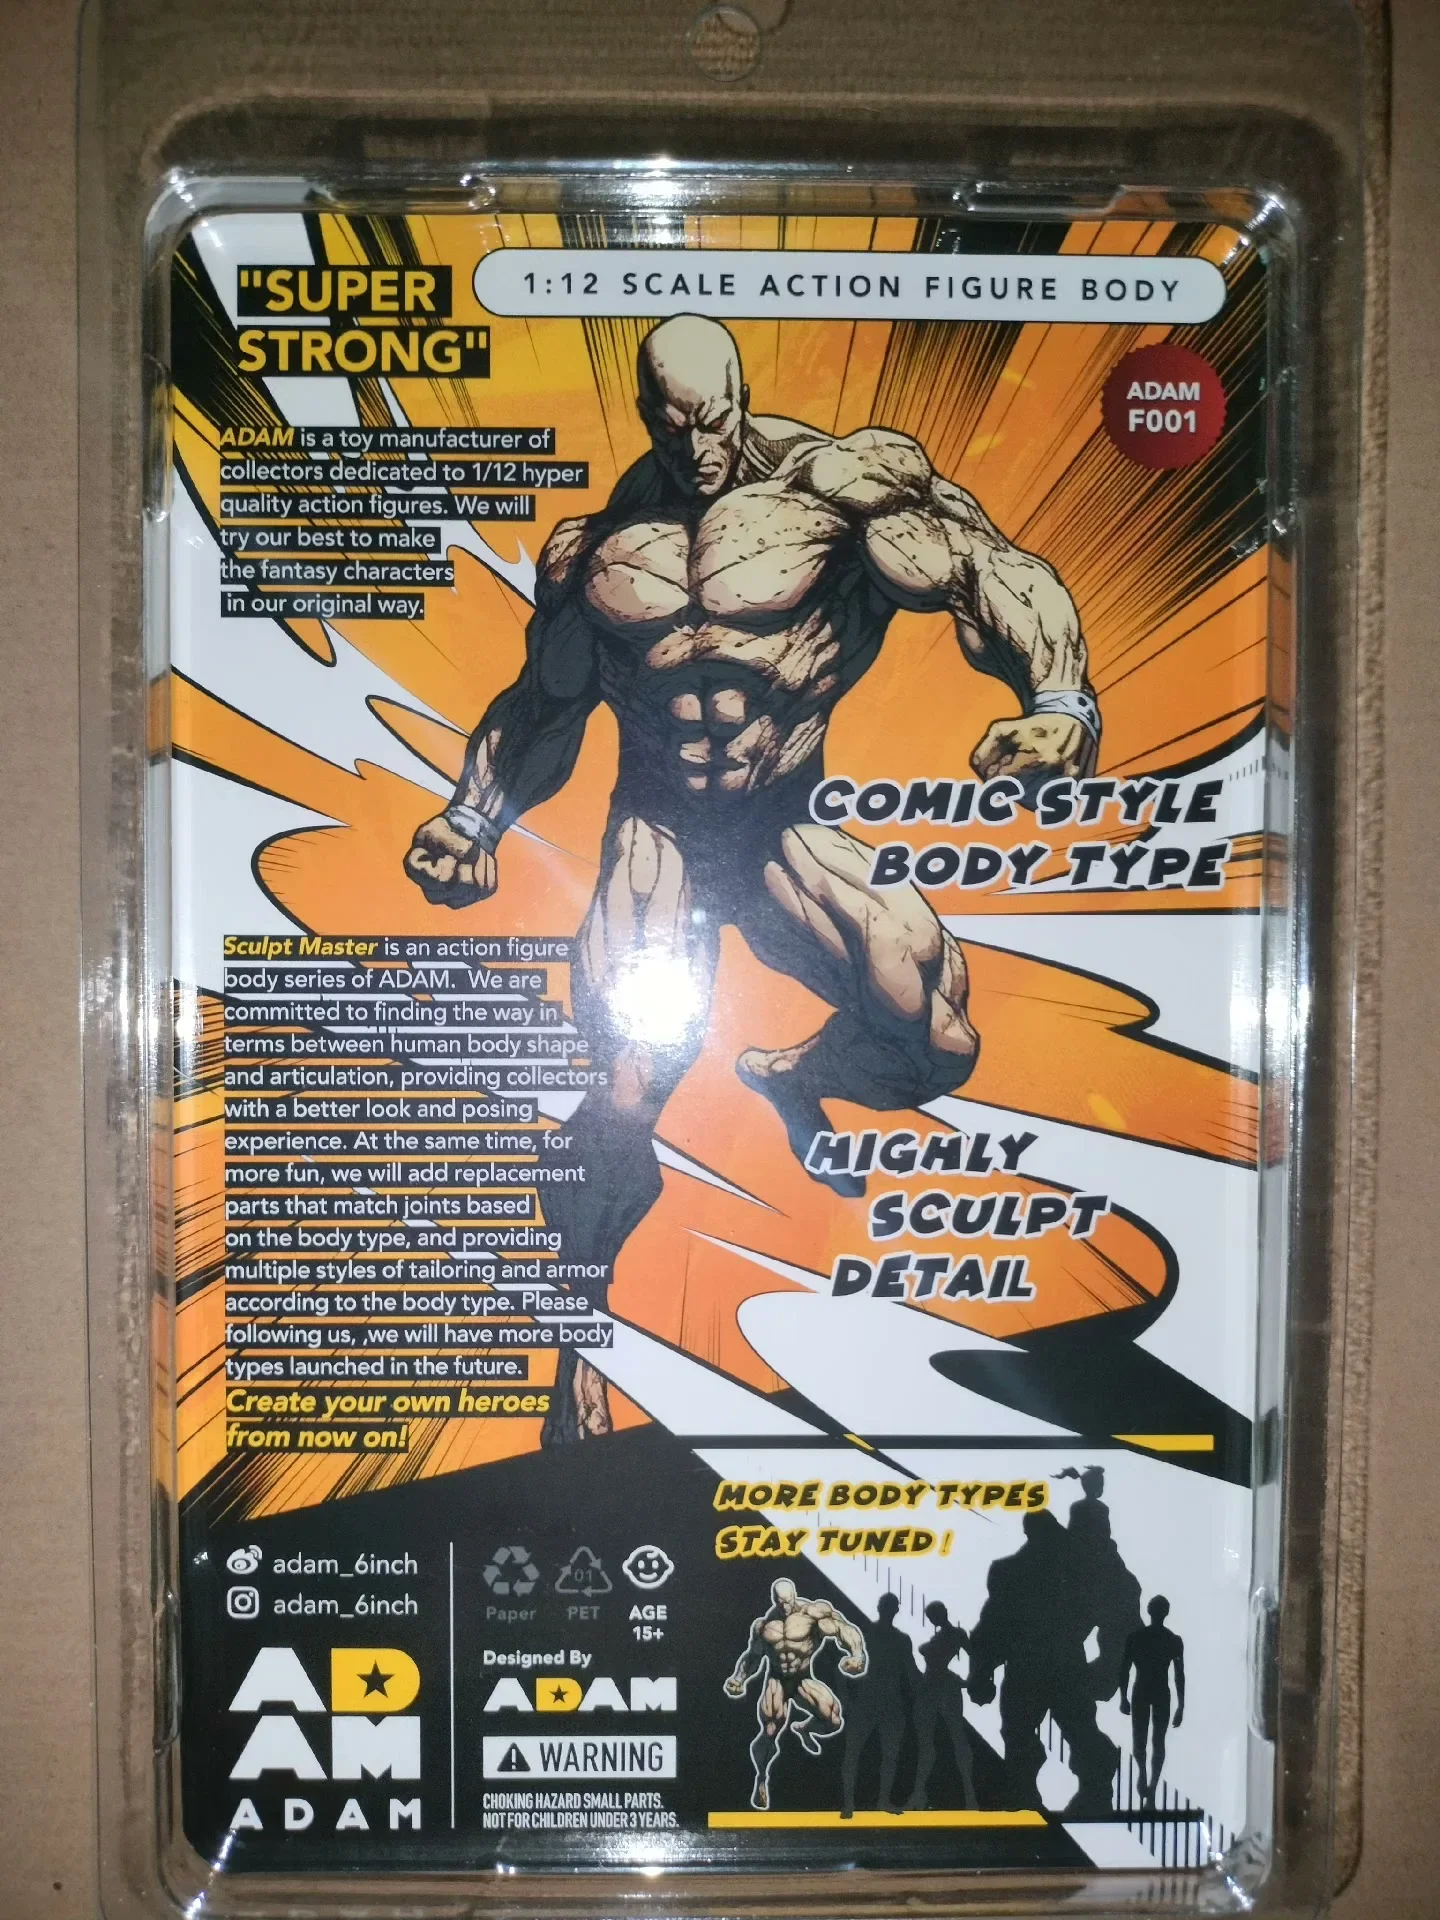 "SUPER
STRONG"
1:12 SCALE ACTION FIGURE BODY
ADAM
F001
ADAM is a toy manufacturer of
collectors dedicated to 1/12 hyper
quality action figures. We will
try our best to make
the fantasy characters
in our original way.
COMIC STYLE
BODY TYPE
Sculpt Master is an action figure
body series of ADAM. We are
committed to finding the way in
terms between human body shape
and articulation, providing collectors
with a better look and posing
experience. At the same time, for
more fun, we will add replacement
parts that match joints based
on the body type, and providing
multiple styles of tailoring and armor
according to the body type. Please
following us, ,we will have more body
types launched in the future.
Create your own heroes
from now on!
HIGHLY
SCULPT
DETAIL
MORE BODY TYPES
STAY TUNED!
adam_6inch
adam_6inch
ADAM
ADAM
Paper
01
PET
AGE
15+
Designed By
ADAM
WARNING
CHOKING HAZARD SMALL PARTS.
NOT FOR CHILDREN UNDER 3 YEARS.